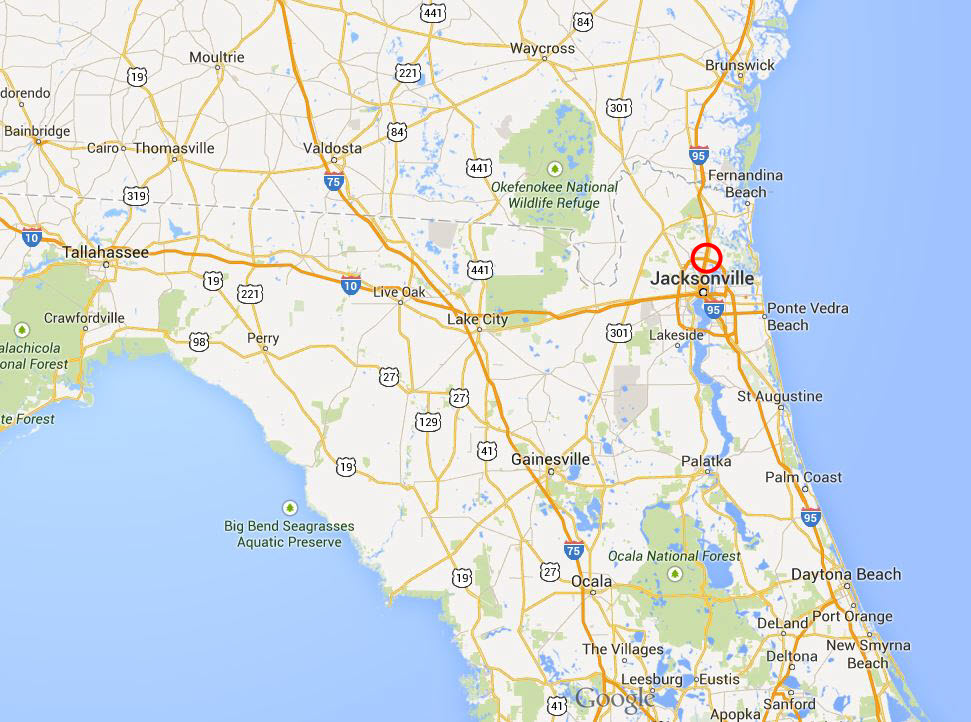 441
84
Waycross
Moultrie
19
221
Brunswick
dorendo
301
Bainbridge
84
Cairo
Thomasville
Valdosta
95
441
75
Fernandina
Beach
Okefenokee National
Wildlife Refuge
319
10
Tallahassee
441
Jacksonville
19
221
10
Live Oak
95
Ponte Vedra
Beach
Crawfordville
Lake City
301
Lakeside
98
Perry
alachicola
onal Forest
27
27
St Augustine
te Forest
129
41
19
Gainesville
Palatka
Palm Coast
Big Bend Seagrasses
Aquatic Preserve
95
75
Ocala National Forest
19
27
Ocala
Daytona Beach
Port Orange
DeLand
The Villages
New Smyrna
Beach
Deltona
Leesburg
Eustis
Google
41
Sanford
Apopka